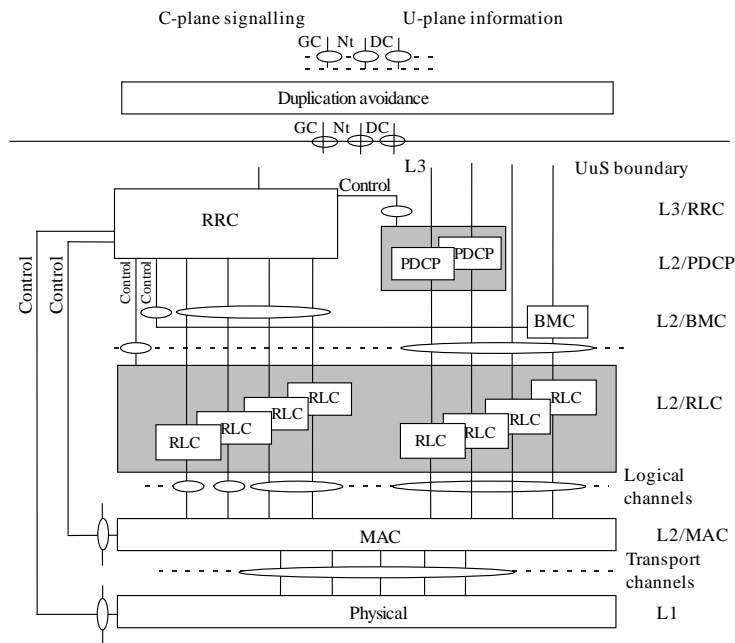 C-plane signalling
U-plane information
GC
Nt
DC
Duplication avoidance
GC
Nt
DC
L3
UuS boundary
Control
RRC
L3/RRC
PDCP
PDCP
L2/PDCP
Control
Control
Control
Control
BMC
L2/BMC
RLC
RLC
RLC
RLC
RLC
RLC
RLC
RLC
L2/RLC
Logical
channels
MAC
L2/MAC
Transport
channels
Physical
L1